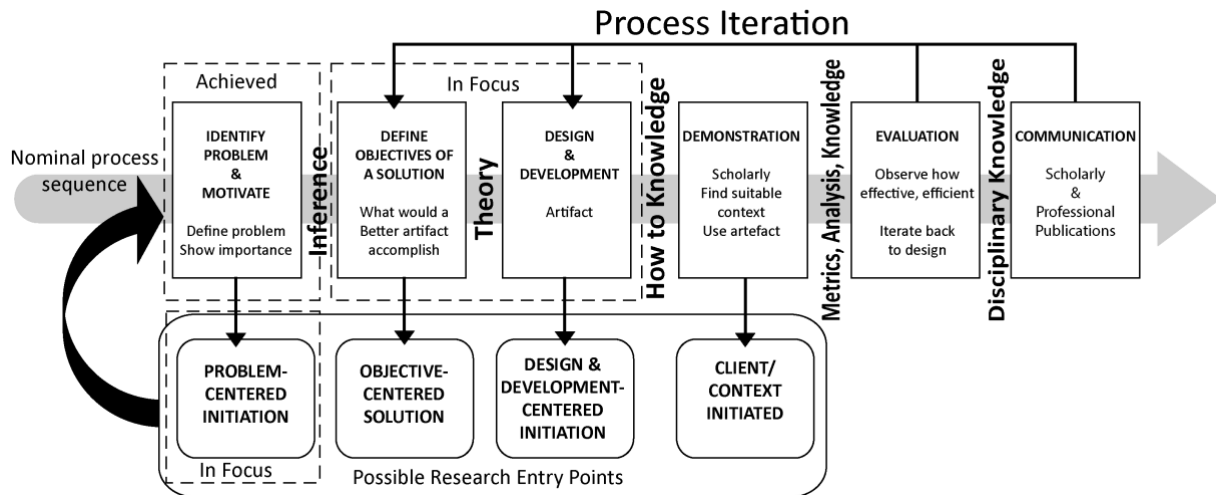 Process Iteration
Achieved
In Focus
Nominal process
sequence
IDENTIFY
PROBLEM
&
MOTIVATE
Define problem
Show importance
Inference
DEFINE
OBJECTIVES OF
A SOLUTION
What would a
Better artifact
accomplish
Theory
DESIGN
&
DEVELOPMENT
Artifact
How to Knowledge
DEMONSTRATION
Scholarly
Find suitable
context
Use artefact
Metrics, Analysis, Knowledge
EVALUATION
Observe how
effective, efficient
Iterate back
to design
Disciplinary Knowledge
COMMUNICATION
Scholarly
&
Professional
Publications
PROBLEM-
CENTERED
INITIATION
OBJECTIVE-
CENTERED
SOLUTION
DESIGN &
DEVELOPMENT-
CENTERED
INITIATION
CLIENT/
CONTEXT
INITIATED
In Focus
Possible Research Entry Points